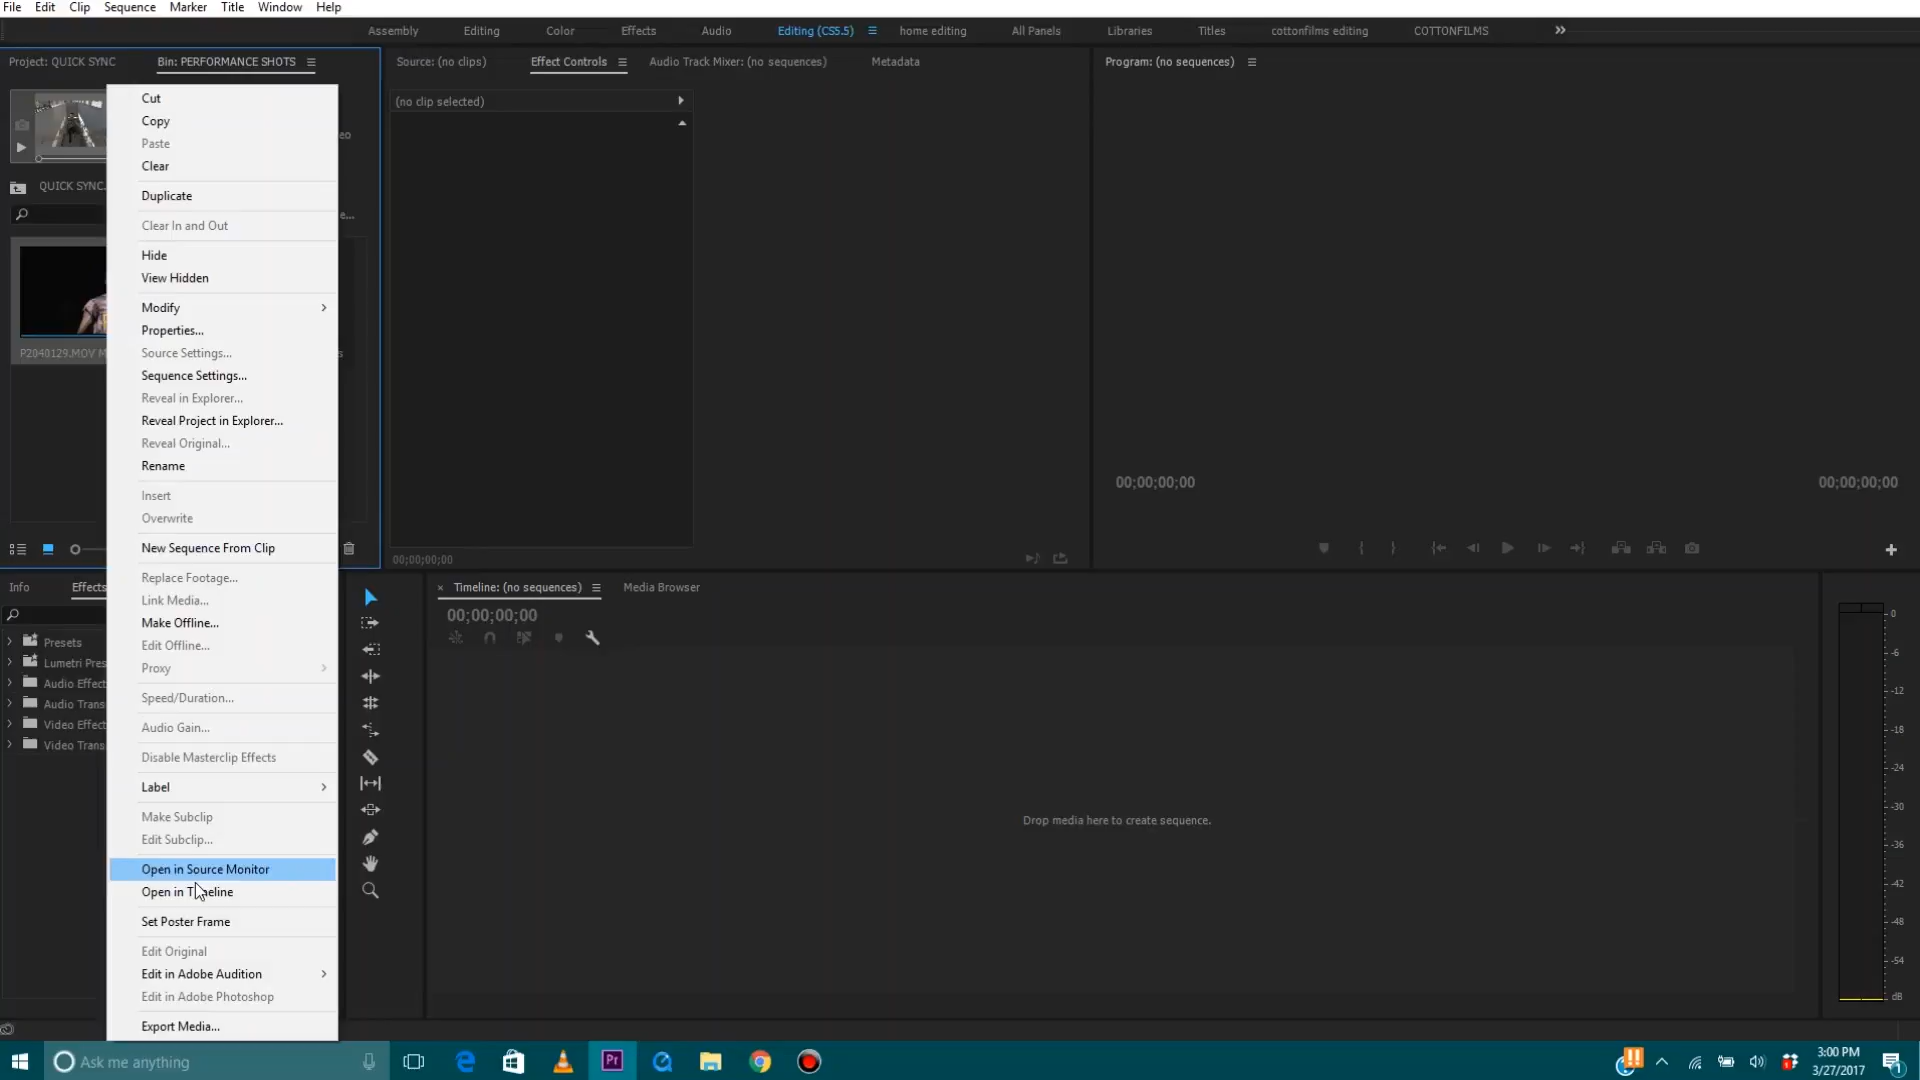 File Edit Clip Sequence Marker Title Window Help
Assembly Editing Color Effects Audio Editing (CS5.5) home editing All Panels Libraries Titles cottonfilms editing COTTONFILMS
Project: QUICK SYNC Bin: PERFORMANCE SHOTS
Source: (no clips) Effect Controls Audio Track Mixer: (no sequences) Metadata
Program: (no sequences)
(no clip selected)
QUICK SYNC.
P2040129.MOV
Cut
Copy
Paste
Clear
Duplicate
Clear In and Out
Hide
View Hidden
Modify
Properties...
Source Settings...
Sequence Settings...
Reveal in Explorer...
Reveal Project in Explorer...
Reveal Original...
Rename
Insert
Overwrite
New Sequence From Clip
Replace Footage...
Link Media...
Make Offline...
Edit Offline...
Proxy
Speed/Duration...
Audio Gain...
Disable Masterclip Effects
Label
Make Subclip
Edit Subclip...
Open in Source Monitor
Open in Timeline
Set Poster Frame
Edit Original
Edit in Adobe Audition
Edit in Adobe Photoshop
Export Media...
00;00;00;00
00;00;00;00 00;00;00;00
Info Effects
Presets
Lumetri Pres
Audio Effect
Audio Trans
Video Effect
Video Trans
Timeline: (no sequences) Media Browser
00;00;00;00
Drop media here to create sequence.
0
-6
-12
-18
-24
-30
-36
-42
-48
-54
dB
Ask me anything
Pr
3:00 PM
3/27/2017
1